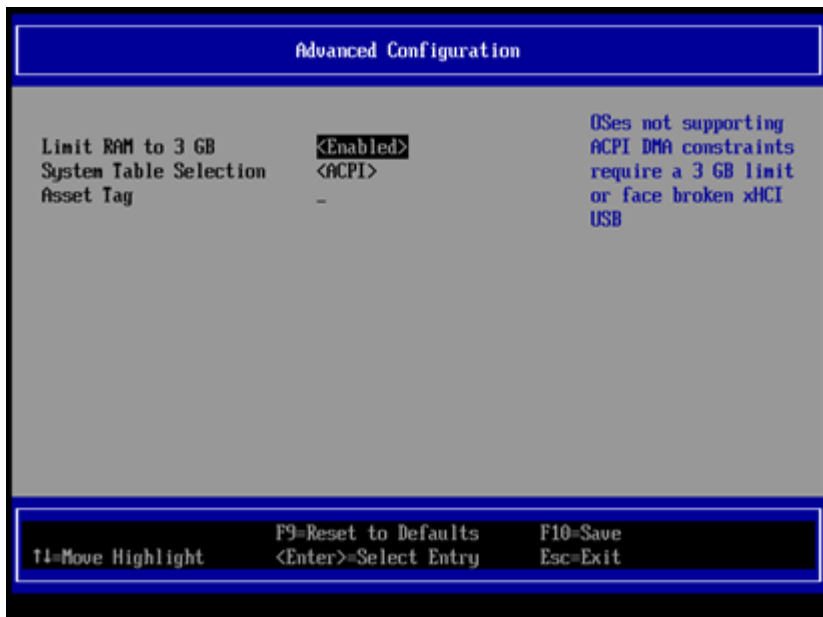 Advanced Configuration
Limit RAM to 3 GB <Enabled>
System Table Selection <ACPI>
Asset Tag _
OSes not supporting
ACPI DMA constraints
require a 3 GB limit
or face broken xHCI
USB
F9=Reset to Defaults F10=Save
↑↓=Move Highlight <Enter>=Select Entry Esc=Exit